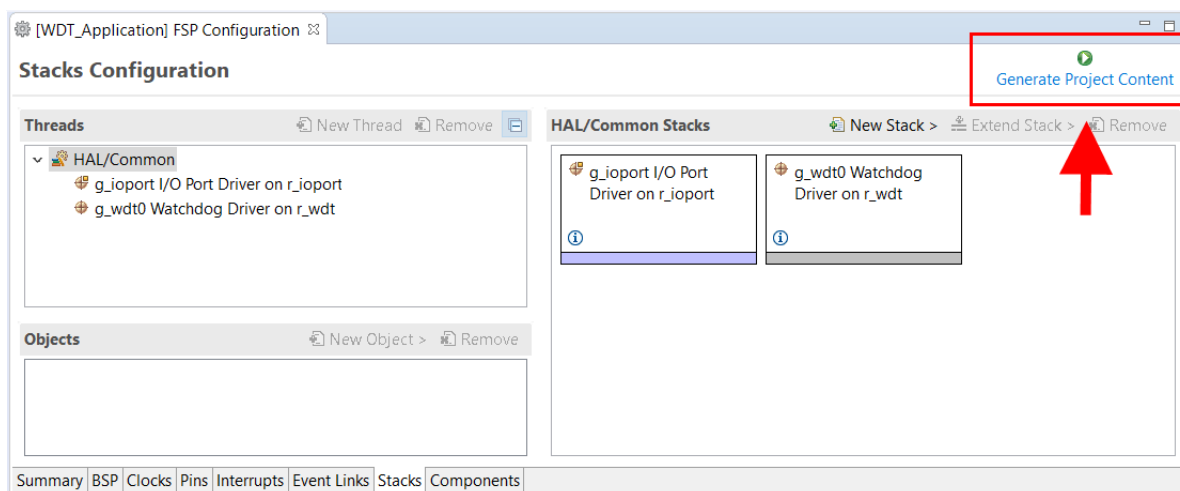 [WDT_Application] FSP Configuration
Stacks Configuration
Generate Project Content
Threads
New Thread
Remove
HAL/Common
g_ioport I/O Port Driver on r_ioport
g_wdt0 Watchdog Driver on r_wdt
HAL/Common Stacks
New Stack >
Extend Stack >
Remove
g_ioport I/O Port
Driver on r_ioport
g_wdt0 Watchdog
Driver on r_wdt
Objects
New Object >
Remove
Summary BSP Clocks Pins Interrupts Event Links Stacks Components